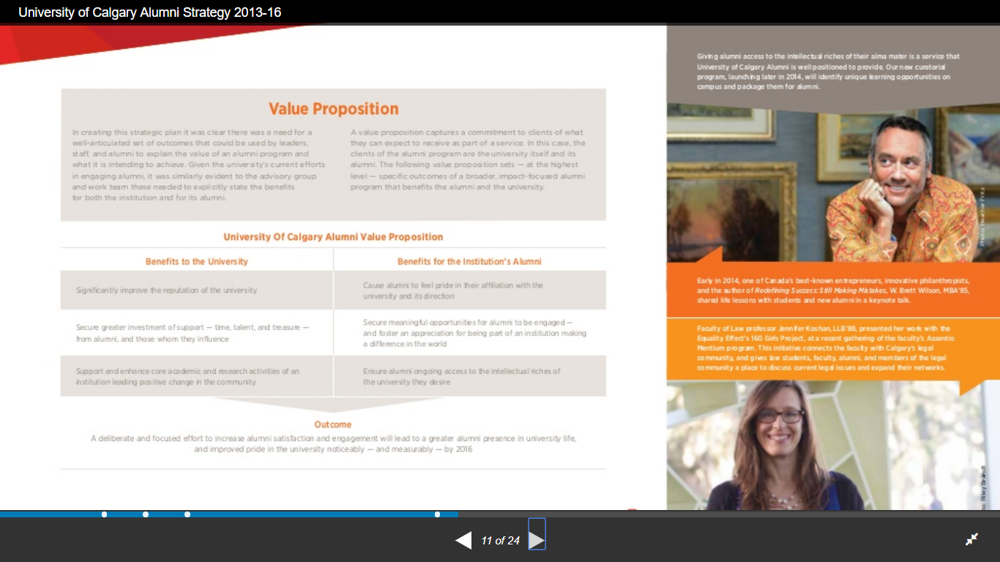 University of Calgary Alumni Strategy 2013-16
Value Proposition
In creating this strategic plan it was clear there was a need for a
well-articulated set of outcomes that could be used by leaders,
staff, and alumni to explain the value of an alumni program and
what it is intending to achieve. Given the university's current efforts
in engaging alumni, it was similarly evident to the advisory group
and work team these needed to explicitly state the benefits
for both the institution and for its alumni.
A value proposition captures a commitment to clients of what
they can expect to receive as part of a service. In this case, the
clients of the alumni program are the university itself and its
alumni. The following value proposition sets — at the highest
level — specific outcomes of a broader, impact-focused alumni
program that benefits the alumni and the university.
University Of Calgary Alumni Value Proposition
Benefits to the University
Benefits for the Institution's Alumni
Significantly improve the reputation of the university
Cause alumni to feel pride in their affiliation with the
university and its direction
Secure greater investment of support — time, talent, and treasure —
from alumni, and those whom they influence
Secure meaningful opportunities for alumni to be engaged —
and foster an appreciation for being part of an institution making
a difference in the world
Support and enhance core academic and research activities of an
institution leading positive change in the community
Ensure alumni ongoing access to the intellectual riches of
the university they desire
Outcome
A deliberate and focused effort to increase alumni satisfaction and engagement will lead to a greater alumni presence in university life,
and improved pride in the university noticeably — and measurably — by 2016
Giving alumni access to the intellectual riches of their alma mater is a service that
University of Calgary Alumni is well positioned to provide. Our new curatorial
program, launching later in 2014, will identify unique learning opportunities on
campus and package them for alumni.
Photo: Heather Fritz
Early in 2014, one of Canada's best-known entrepreneurs, innovative philanthropists,
and the author of Redefining Success: Still Making Mistakes, W. Brett Wilson, MBA'85,
shared life lessons with students and new alumni in a keynote talk.
Faculty of Law professor Jennifer Koshan, LLB'88, presented her work with the
Equality Effect's 160 Girls Project, at a recent gathering of the faculty's Assentio
Mentium program. This initiative connects the faculty with Calgary's legal
community, and gives law students, faculty, alumni, and members of the legal
community a place to discuss current legal issues and expand their networks.
Riley Brandt
11 of 24